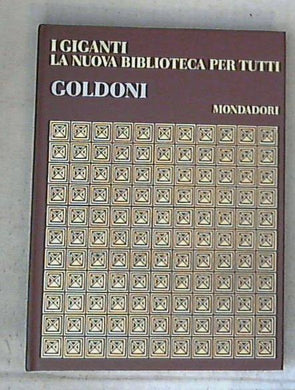 I GIGANTI
LA NUOVA BIBLIOTECA PER TUTTI
GOLDONI
MONDADORI